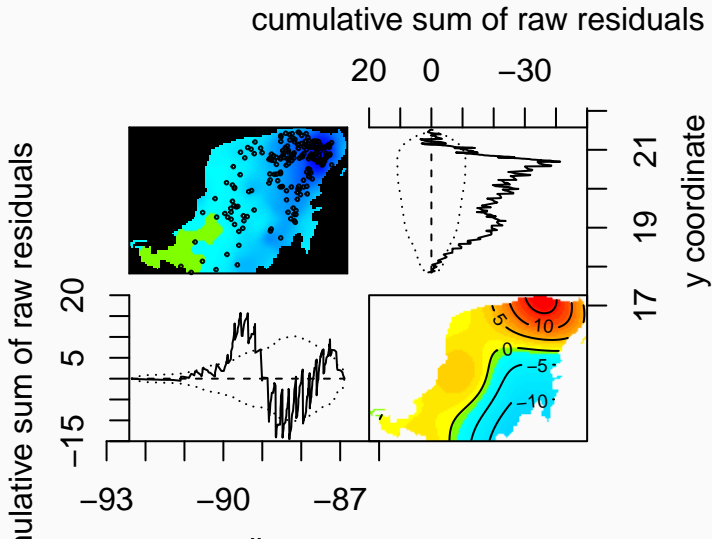 cumulative sum of raw residuals
20 0 −30
21
19
17
y coordinate
20
5
−15
mulative sum of raw residuals
−93 −90 −87
-5
10
0
−5
−10